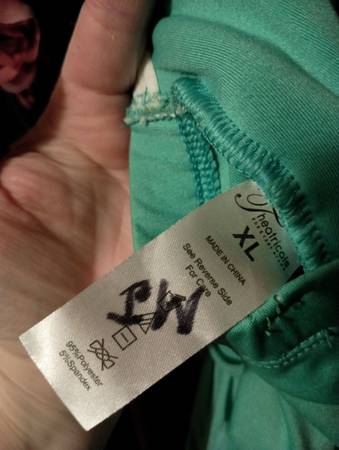 Theatricals
XL
MADE IN CHINA
See Reverse Side
For Care
95%Polyester
5%Spandex